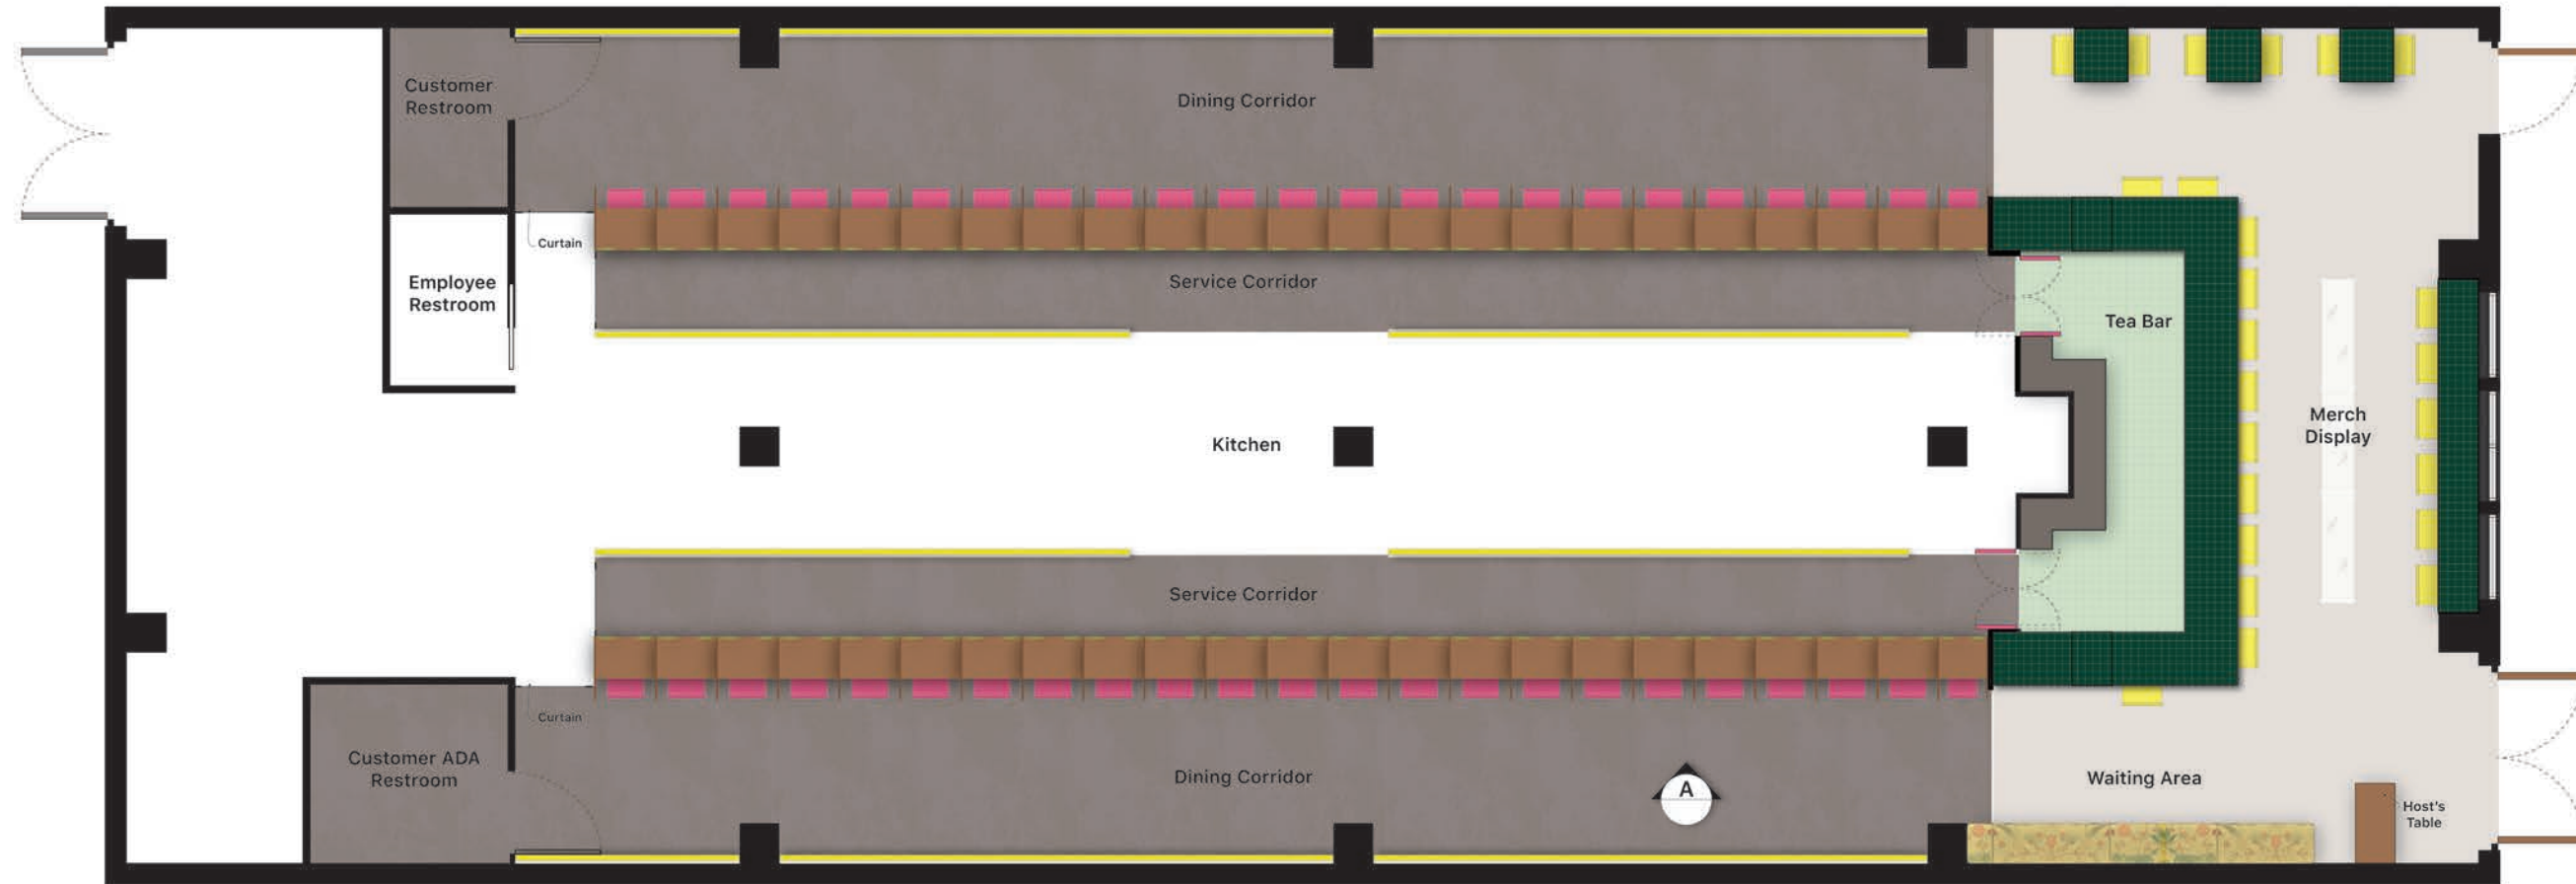 Customer
Restroom
Dining Corridor
Curtain
Service Corridor
Employee
Restroom
Tea Bar
Kitchen
Merch
Display
Service Corridor
Curtain
Customer ADA
Restroom
Dining Corridor
A
Waiting Area
Host's
Table